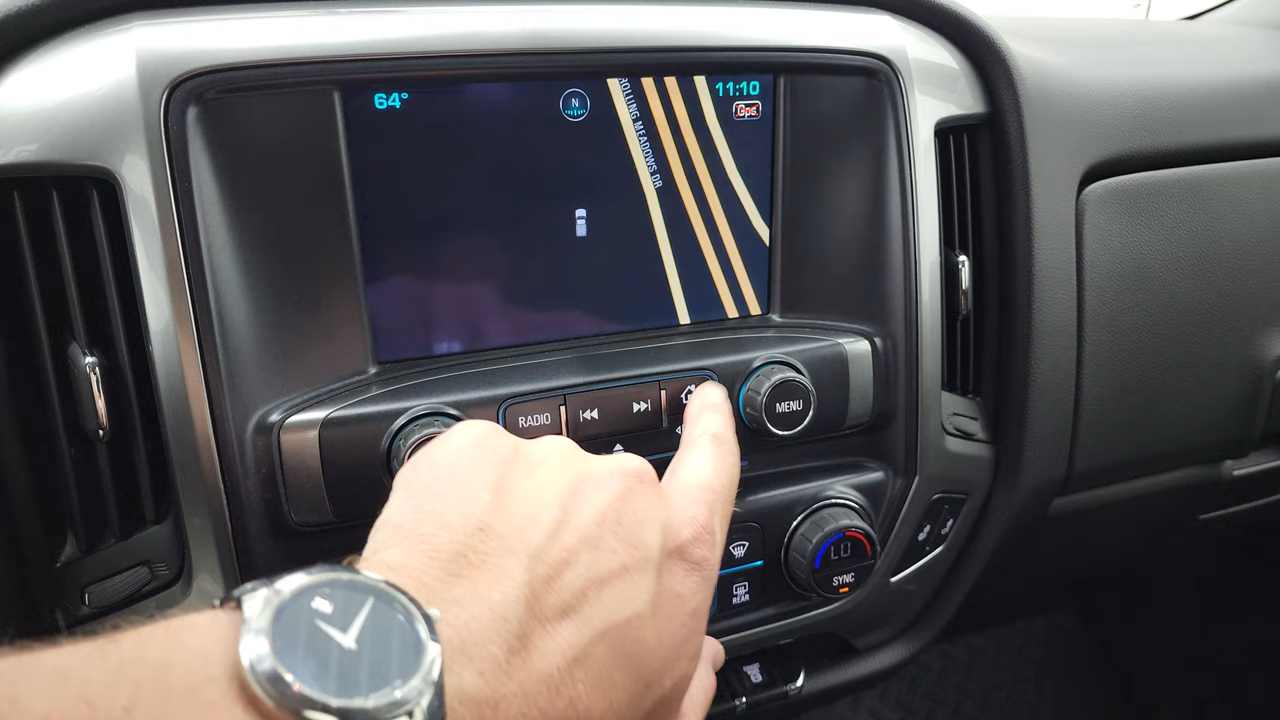 64°
N
11:10
Gps
ROLLING MEADOWS DR
RADIO
MENU
LO
SYNC
REAR